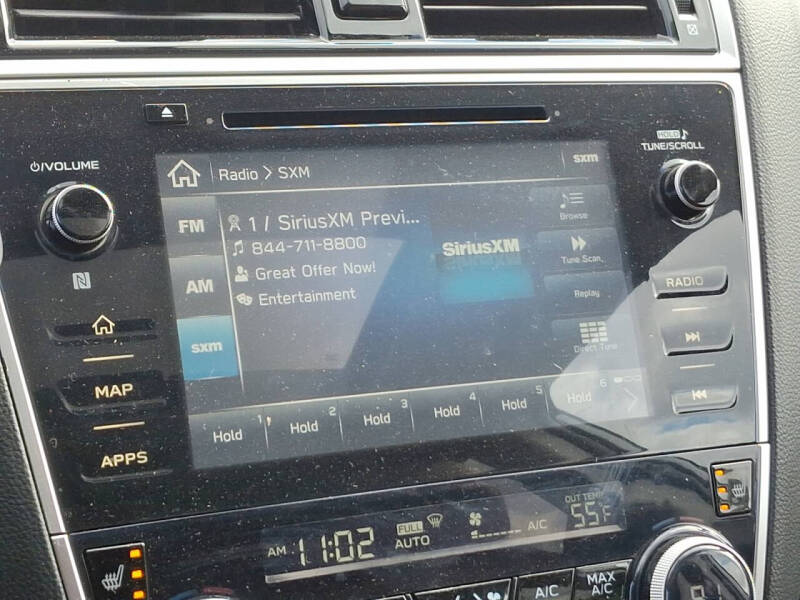 ⏻/VOLUME
HOLD
TUNE/SCROLL
Radio > SXM
sxm
FM
1 / SiriusXM Previ...
Browse
844-711-8800
SiriusXM
Tune Scan
AM
Great Offer Now!
RADIO
Entertainment
Replay
sxm
Direct Tune
MAP
Hold 1
Hold 2
Hold 3
Hold 4
Hold 5
Hold 6
APPS
AM 11:02
FULL
AUTO
A/C
OUT TEMP
55°F
A/C
MAX
A/C